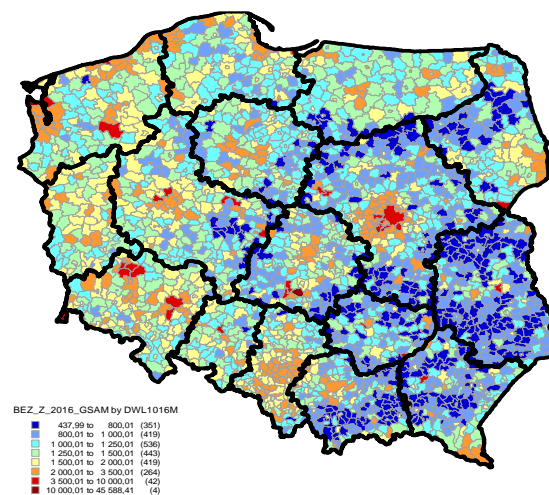 BEZ_Z_2016_GSAM by DWL1016M
437,99 to 800,01 (351)
800,01 to 1 000,01 (419)
1 000,01 to 1 250,01 (536)
1 250,01 to 1 500,01 (443)
1 500,01 to 2 000,01 (419)
2 000,01 to 3 500,01 (264)
3 500,01 to 10 000,01 (42)
10 000,01 to 45 588,41 (4)